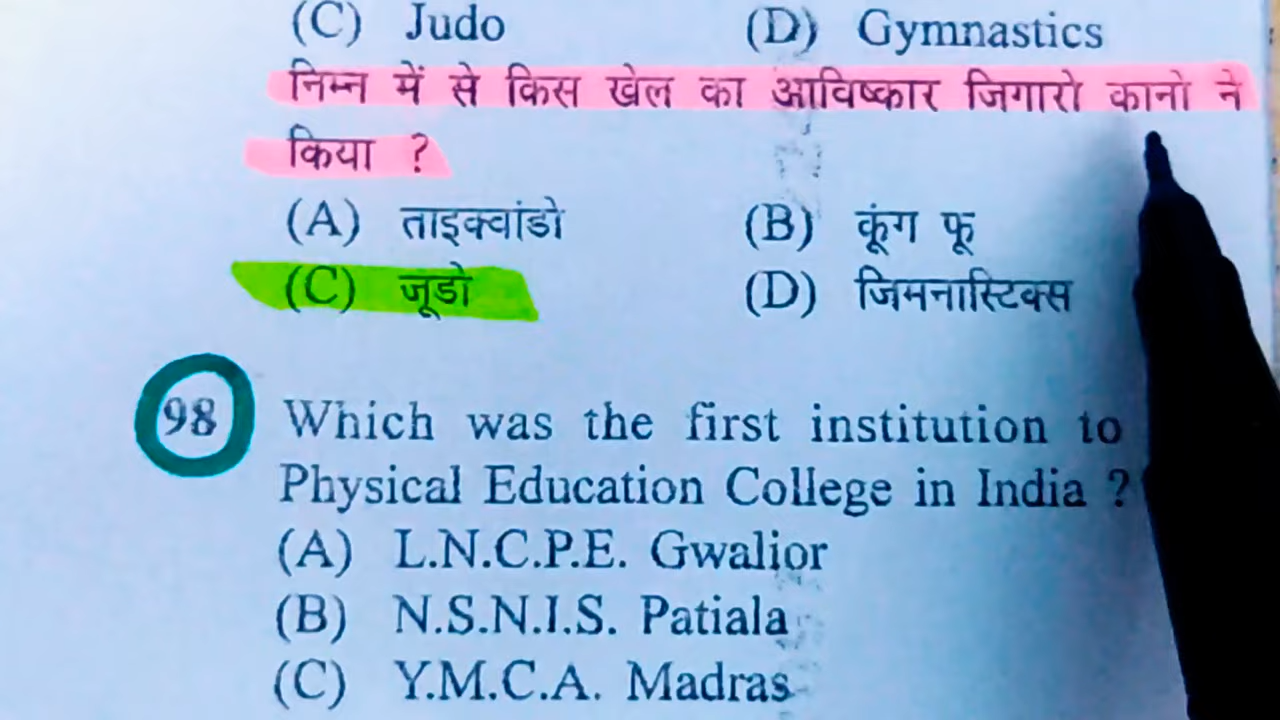 (C) Judo (D) Gymnastics
निम्न में से किस खेल का आविष्कार जिगारो कानो ने
किया ?
(A) ताइक्वांडो (B) कूंग फू
(C) जूडो (D) जिमनास्टिक्स
98 Which was the first institution to
Physical Education College in India ?
(A) L.N.C.P.E. Gwalior
(B) N.S.N.I.S. Patiala
(C) Y.M.C.A. Madras